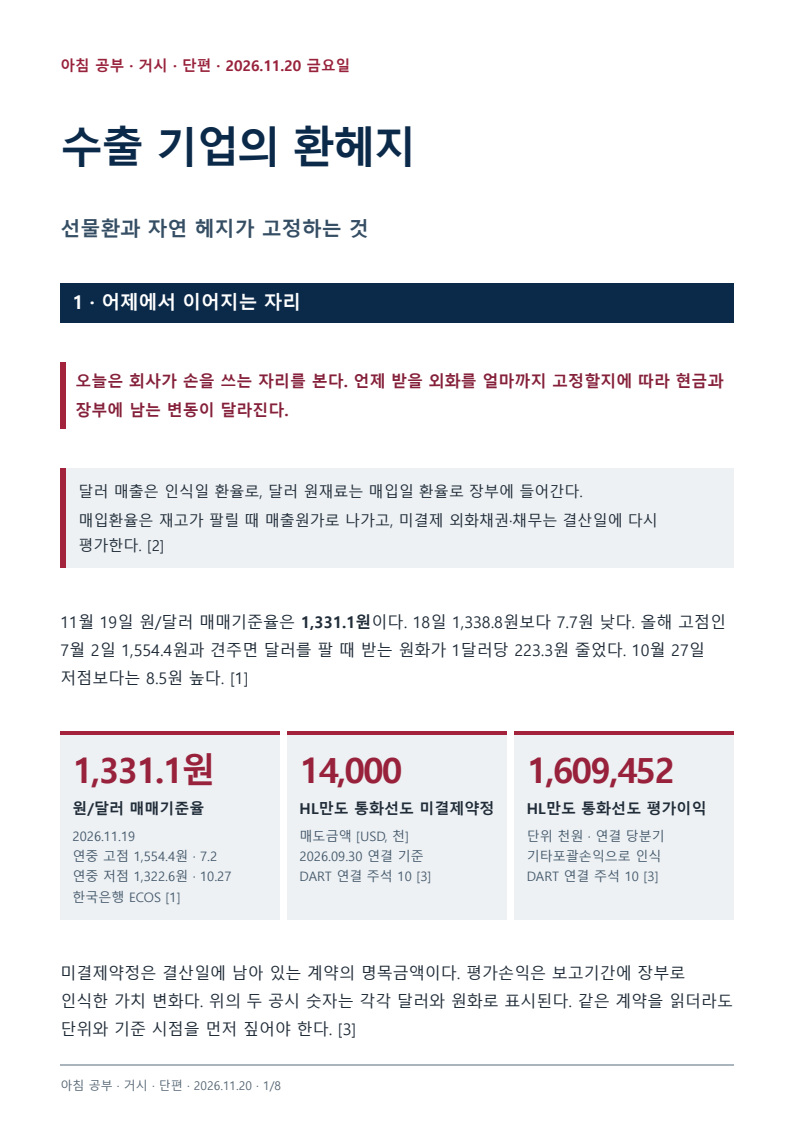 아침 공부 · 거시 · 단편 · 2026.11.20 금요일
수출 기업의 환헤지
선물환과 자연 헤지가 고정하는 것
1 · 어제에서 이어지는 자리
오늘은 회사가 손을 쓰는 자리를 본다. 언제 받을 외화를 얼마까지 고정할지에 따라 현금과
장부에 남는 변동이 달라진다.
달러 매출은 인식일 환율로, 달러 원재료는 매입일 환율로 장부에 들어간다.
매입환율은 재고가 팔릴 때 매출원가로 나가고, 미결제 외화채권·채무는 결산일에 다시
평가한다. [2]
11월 19일 원/달러 매매기준율은 1,331.1원이다. 18일 1,338.8원보다 7.7원 낮다. 올해 고점인
7월 2일 1,554.4원과 견주면 달러를 팔 때 받는 원화가 1달러당 223.3원 줄었다. 10월 27일
저점보다는 8.5원 높다. [1]
1,331.1원
원/달러 매매기준율
2026.11.19
연중 고점 1,554.4원 · 7.2
연중 저점 1,322.6원 · 10.27
한국은행 ECOS [1]
14,000
HL만도 통화선도 미결제약정
매도금액 [USD, 천]
2026.09.30 연결 기준
DART 연결 주석 10 [3]
1,609,452
HL만도 통화선도 평가이익
단위 천원 · 연결 당분기
기타포괄손익으로 인식
DART 연결 주석 10 [3]
미결제약정은 결산일에 남아 있는 계약의 명목금액이다. 평가손익은 보고기간에 장부로
인식한 가치 변화다. 위의 두 공시 숫자는 각각 달러와 원화로 표시된다. 같은 계약을 읽더라도
단위와 기준 시점을 먼저 짚어야 한다. [3]
아침 공부 · 거시 · 단편 · 2026.11.20 · 1/8